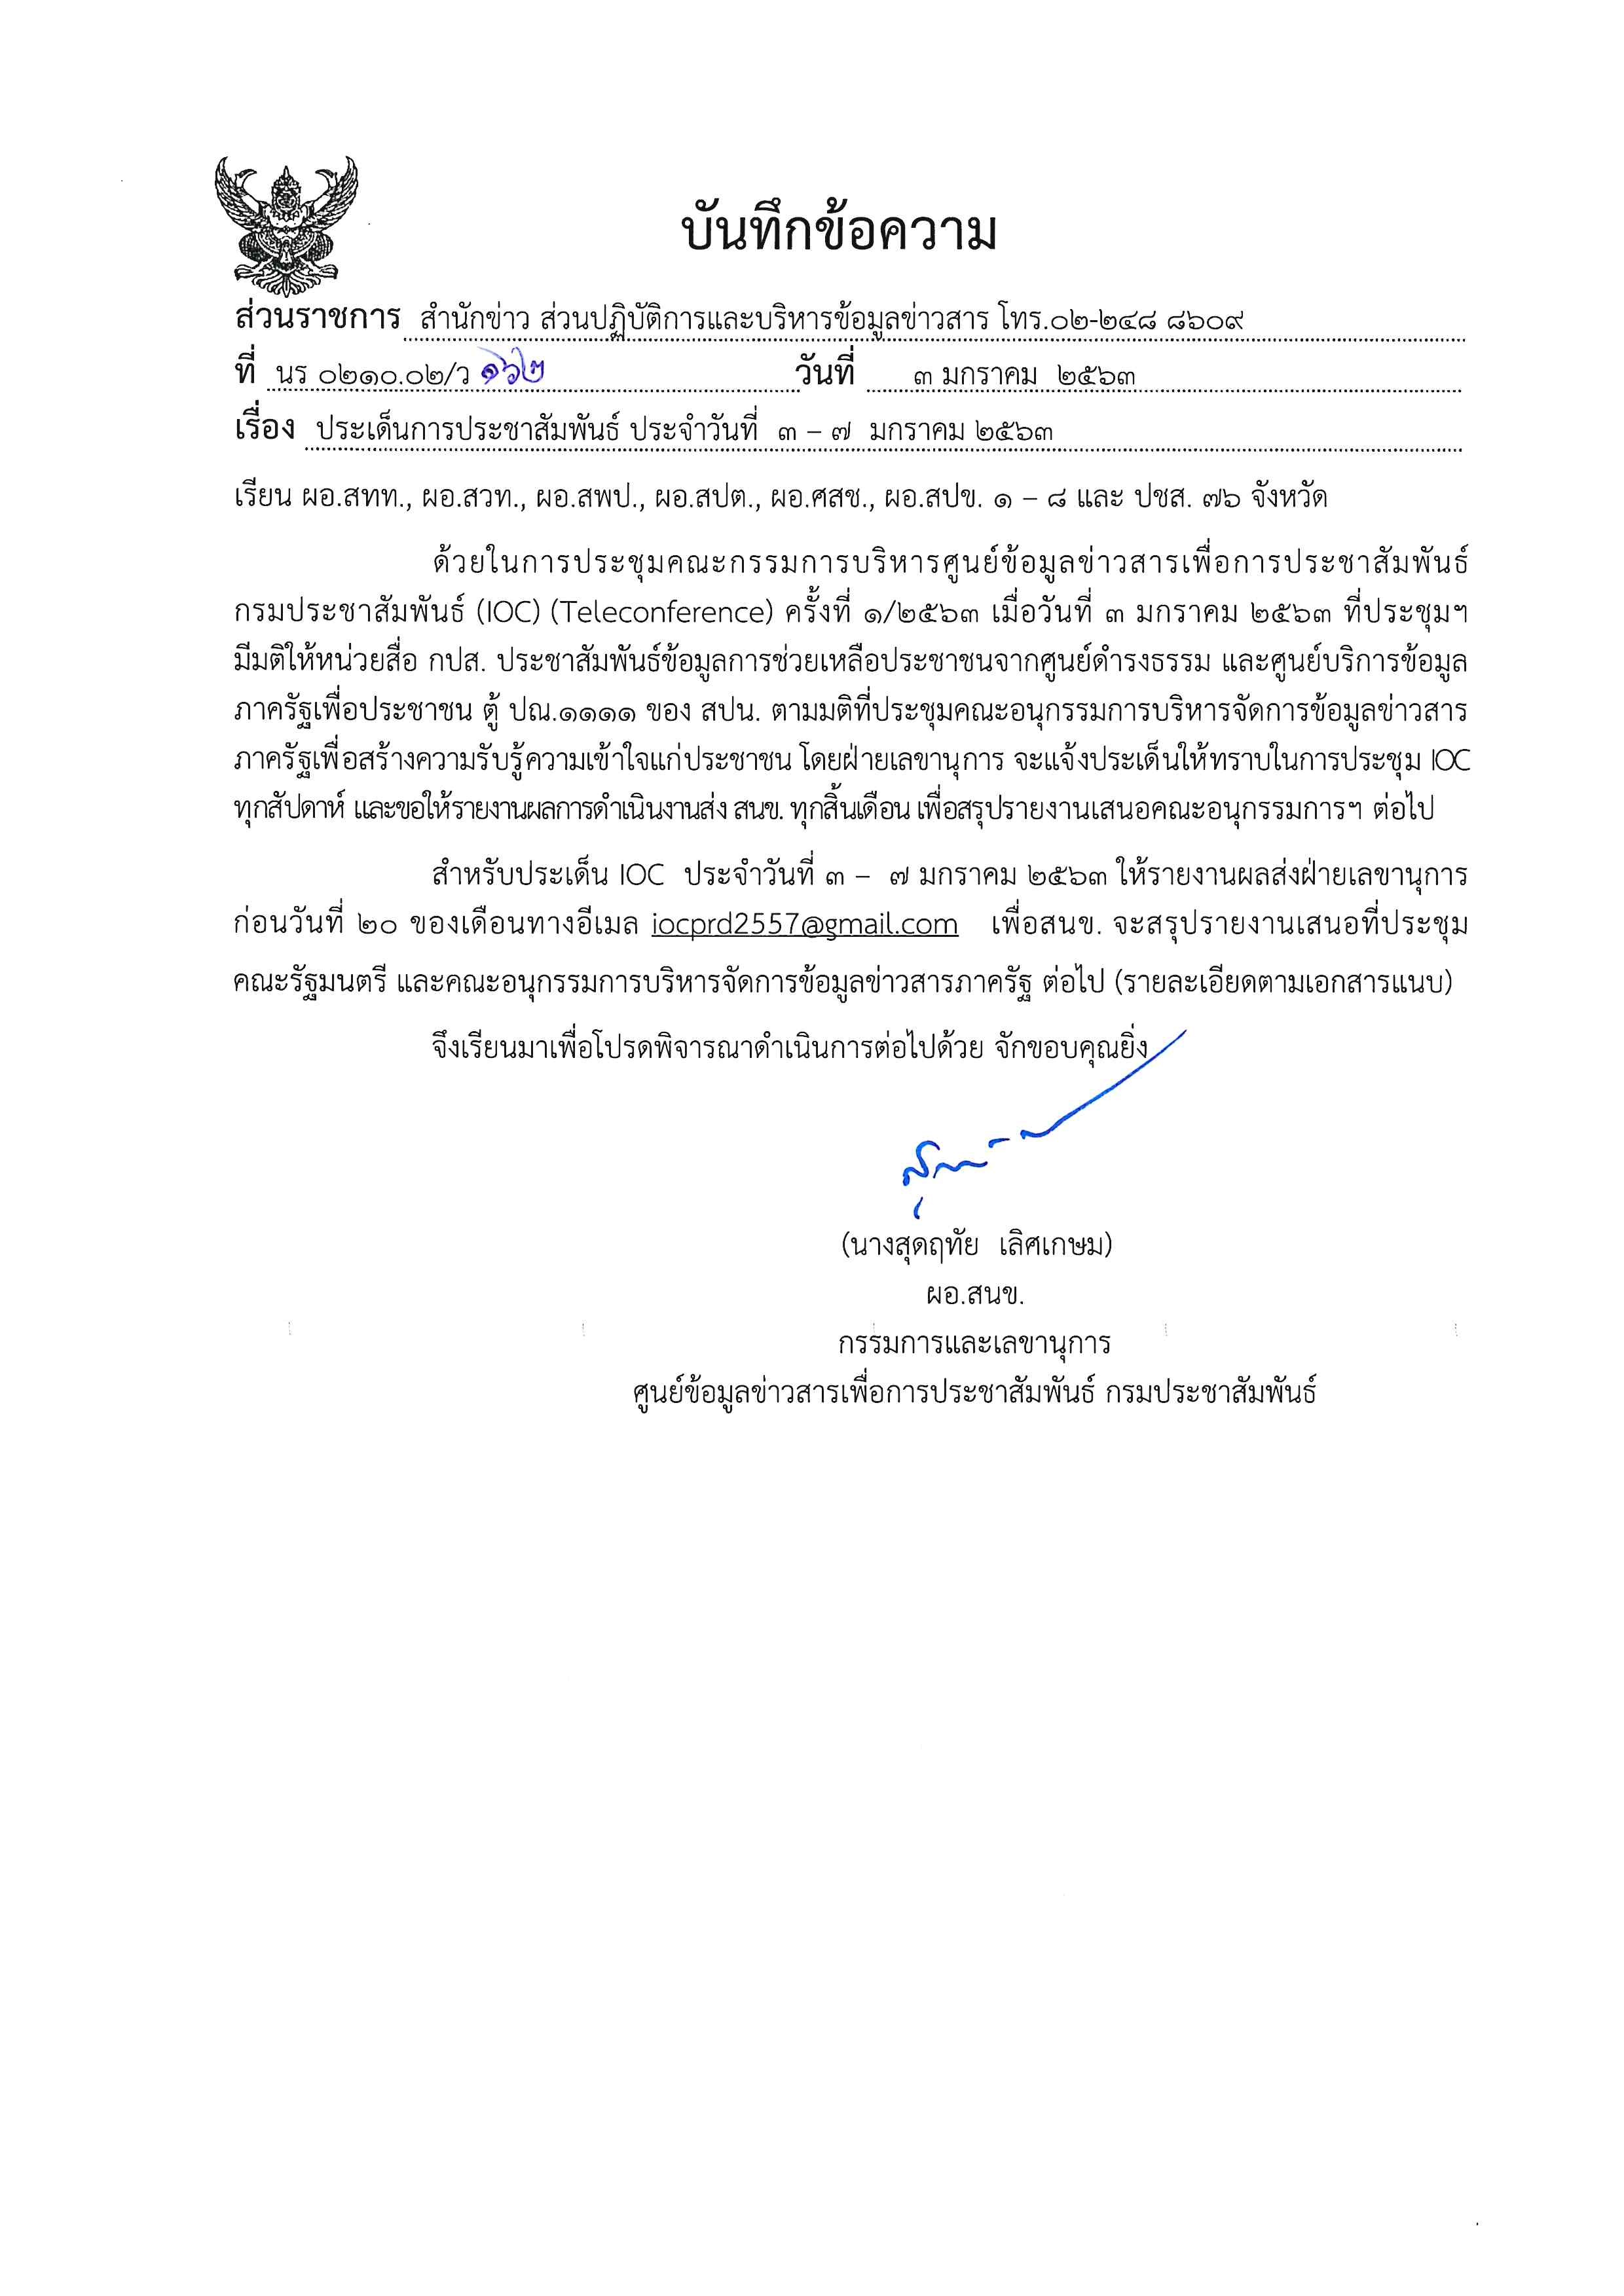 บันทึกข้อความ
ส่วนราชการ สำนักข่าว ส่วนปฏิบัติการและบริหารข้อมูลข่าวสาร โทร.๐๒-๒๔๘ ๘๖๐๙
ที่ นร ๐๒๑๐.๐๒/ว ๑๖๒ วันที่ ๓ มกราคม ๒๕๖๓
เรื่อง ประเด็นการประชาสัมพันธ์ ประจำวันที่ ๓ – ๗ มกราคม ๒๕๖๓
เรียน ผอ.สทท., ผอ.สวท., ผอ.สพป., ผอ.สปต., ผอ.ศสช., ผอ.สปข. ๑ – ๘ และ ปชส. ๗๖ จังหวัด
ด้วยในการประชุมคณะกรรมการบริหารศูนย์ข้อมูลข่าวสารเพื่อการประชาสัมพันธ์
กรมประชาสัมพันธ์ (IOC) (Teleconference) ครั้งที่ ๑/๒๕๖๓ เมื่อวันที่ ๓ มกราคม ๒๕๖๓ ที่ประชุมฯ
มีมติให้หน่วยสื่อ กปส. ประชาสัมพันธ์ข้อมูลการช่วยเหลือประชาชนจากศูนย์ดำรงธรรม และศูนย์บริการข้อมูล
ภาครัฐเพื่อประชาชน ตู้ ปณ.๑๑๑๑ ของ สปน. ตามมติที่ประชุมคณะอนุกรรมการบริหารจัดการข้อมูลข่าวสาร
ภาครัฐเพื่อสร้างความรับรู้ความเข้าใจแก่ประชาชน โดยฝ่ายเลขานุการ จะแจ้งประเด็นให้ทราบในการประชุม IOC
ทุกสัปดาห์ และขอให้รายงานผลการดำเนินงานส่ง สนข. ทุกสิ้นเดือน เพื่อสรุปรายงานเสนอคณะอนุกรรมการฯ ต่อไป
สำหรับประเด็น IOC ประจำวันที่ ๓ – ๗ มกราคม ๒๕๖๓ ให้รายงานผลส่งฝ่ายเลขานุการ
ก่อนวันที่ ๒๐ ของเดือนทางอีเมล iocprd2557@gmail.com เพื่อสนข. จะสรุปรายงานเสนอที่ประชุม
คณะรัฐมนตรี และคณะอนุกรรมการบริหารจัดการข้อมูลข่าวสารภาครัฐ ต่อไป (รายละเอียดตามเอกสารแนบ)
จึงเรียนมาเพื่อโปรดพิจารณาดำเนินการต่อไปด้วย จักขอบคุณยิ่ง
(นางสุดฤทัย เลิศเกษม)
ผอ.สนข.
กรรมการและเลขานุการ
ศูนย์ข้อมูลข่าวสารเพื่อการประชาสัมพันธ์ กรมประชาสัมพันธ์